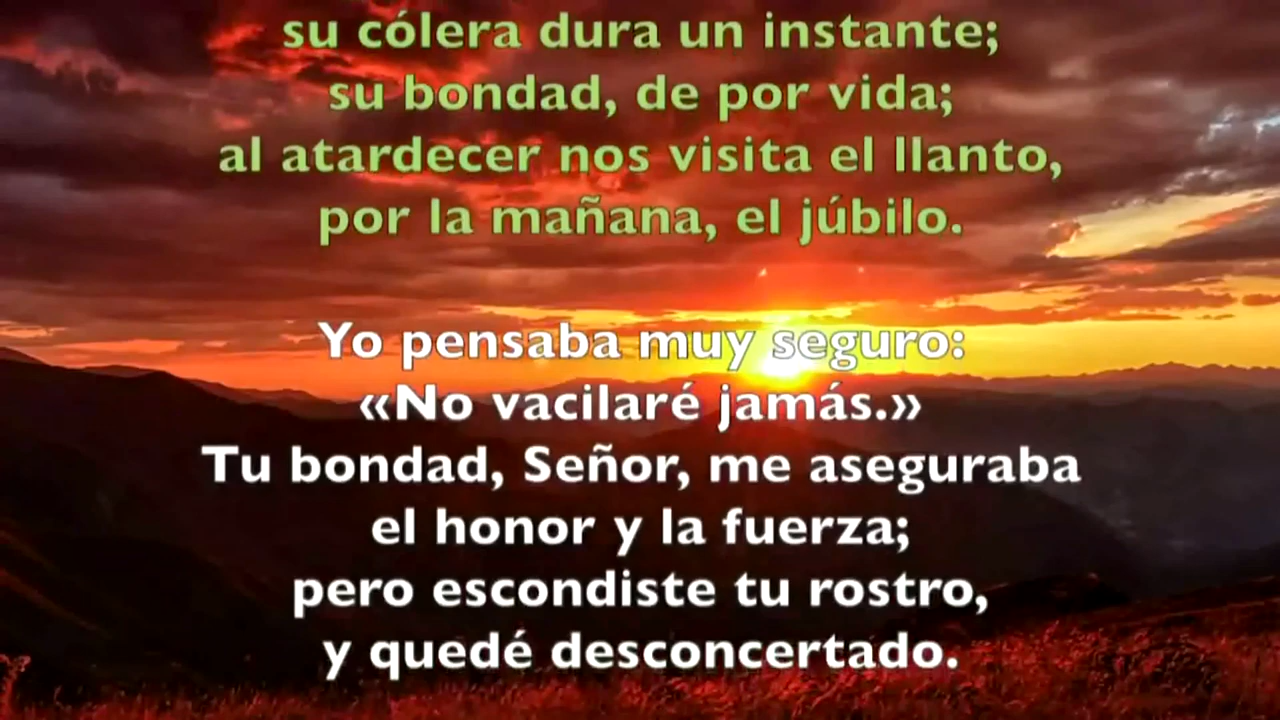 su cólera dura un instante;
su bondad, de por vida;
al atardecer nos visita el llanto,
por la mañana, el júbilo.
Yo pensaba muy seguro:
«No vacilaré jamás.»
Tu bondad, Señor, me aseguraba
el honor y la fuerza;
pero escondiste tu rostro,
y quedé desconcertado.